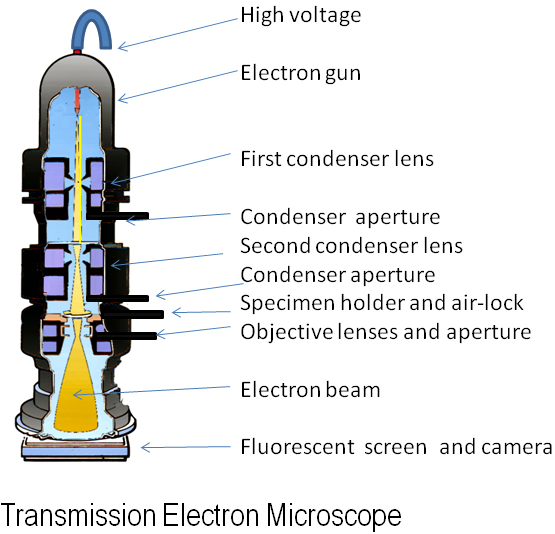 High voltage
Electron gun
First condenser lens
Condenser aperture
Second condenser lens
Condenser aperture
Specimen holder and air-lock
Objective lenses and aperture
Electron beam
Fluorescent screen and camera
Transmission Electron Microscope